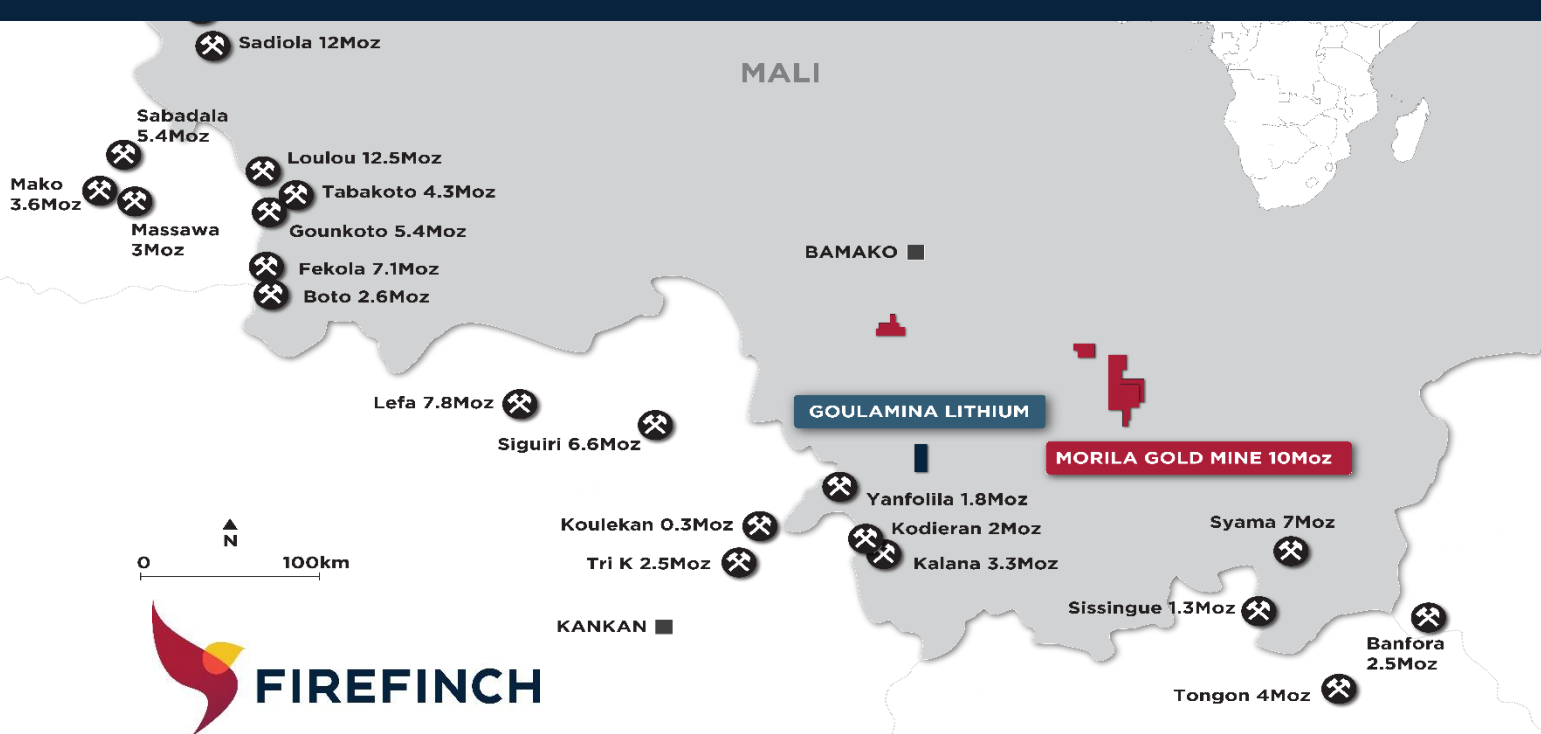 Sadiola 12Moz
MALI
Sabadala
5.4Moz
Loulou 12.5Moz
Mako
3.6Moz
Tabakoto 4.3Moz
Massawa
3Moz
Gounkoto 5.4Moz
BAMAKO
Fekola 7.1Moz
Boto 2.6Moz
Lefa 7.8Moz
GOULAMINA LITHIUM
Siguiri 6.6Moz
MORILA GOLD MINE 10Moz
Yanfolila 1.8Moz
Koulekan 0.3Moz
Kodieran 2Moz
Syama 7Moz
N
0 100km
Tri K 2.5Moz
Kalana 3.3Moz
Sissingue 1.3Moz
KANKAN
Banfora
2.5Moz
FIREFINCH
Tongon 4Moz